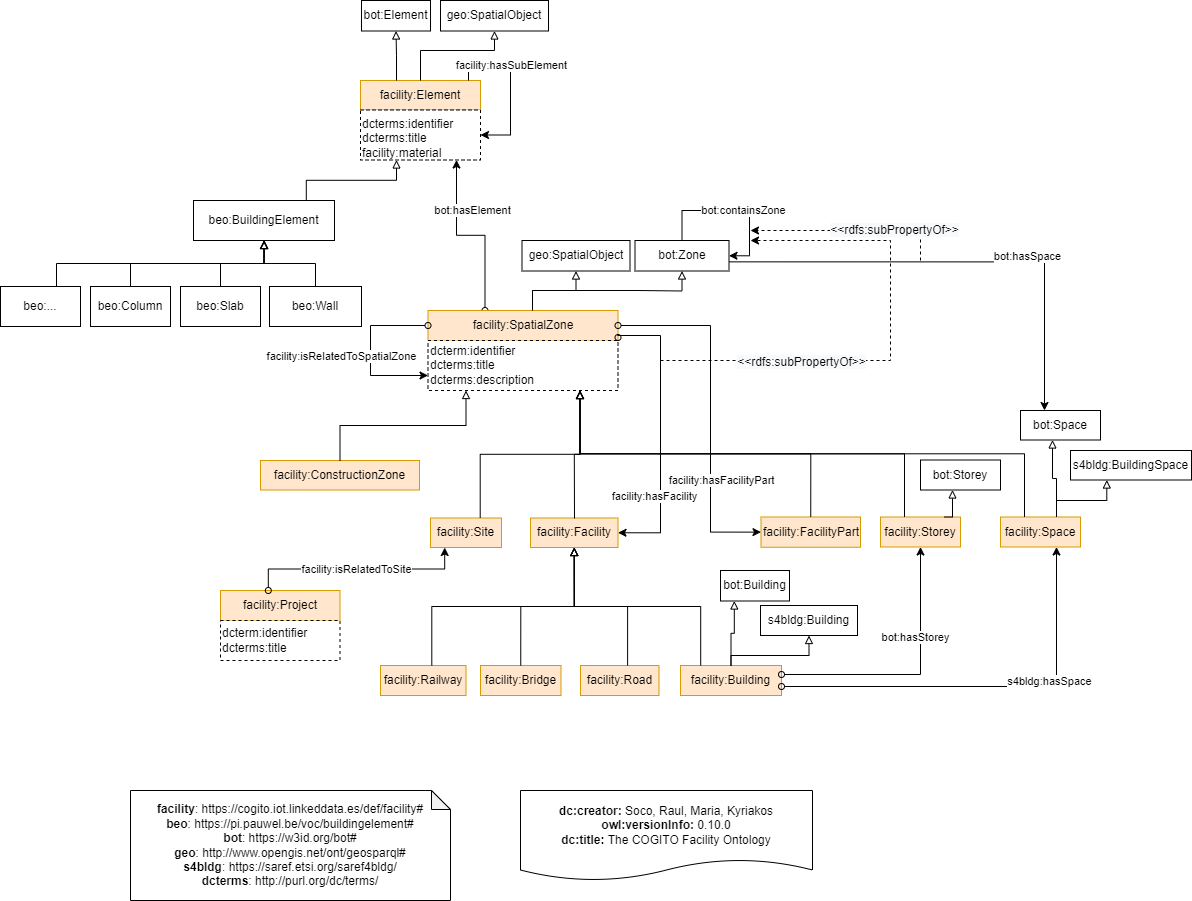 bot:Element
geo:SpatialObject
facility:hasSubElement
facility:Element
dcterms:identifier
dcterms:title
facility:material
beo:BuildingElement
bot:hasElement
bot:containsZone
<<rdfs:subPropertyOf>>
geo:SpatialObject
bot:Zone
bot:hasSpace
beo:...
beo:Column
beo:Slab
beo:Wall
facility:SpatialZone
facility:isRelatedToSpatialZone
dcterm:identifier
dcterms:title
dcterms:description
<<rdfs:subPropertyOf>>
bot:Space
facility:ConstructionZone
s4bldg:BuildingSpace
bot:Storey
facility:hasFacilityPart
facility:hasFacility
facility:Site
facility:Facility
facility:FacilityPart
facility:Storey
facility:Space
facility:isRelatedToSite
bot:Building
facility:Project
s4bldg:Building
dcterm:identifier
dcterms:title
bot:hasStorey
facility:Railway
facility:Bridge
facility:Road
facility:Building
s4bldg:hasSpace
facility: https://cogito.iot.linkeddata.es/def/facility#
beo: https://pi.pauwel.be/voc/buildingelement#
bot: https://w3id.org/bot#
geo: http://www.opengis.net/ont/geosparql#
s4bldg: https://saref.etsi.org/saref4bldg/
dcterms: http://purl.org/dc/terms/
dc:creator: Soco, Raul, Maria, Kyriakos
owl:versionInfo: 0.10.0
dc:title: The COGITO Facility Ontology